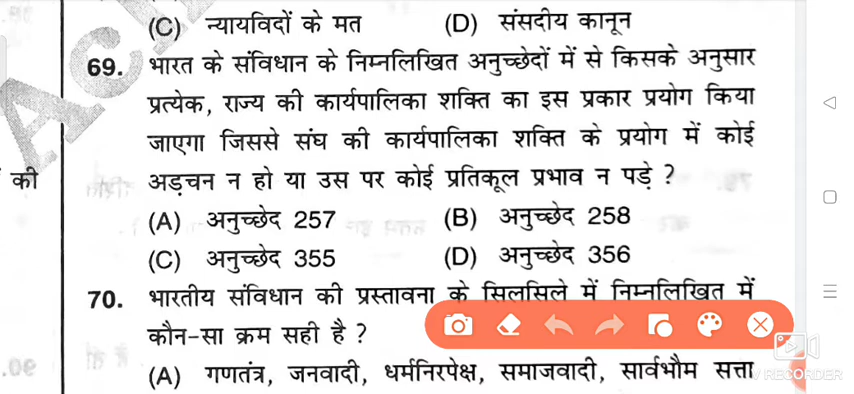 (C) न्यायविदों के मत (D) संसदीय कानून
69. भारत के संविधान के निम्नलिखित अनुच्छेदों में से किसके अनुसार
प्रत्येक, राज्य की कार्यपालिका शक्ति का इस प्रकार प्रयोग किया
जाएगा जिससे संघ की कार्यपालिका शक्ति के प्रयोग में कोई
की
अड़चन न हो या उस पर कोई प्रतिकूल प्रभाव न पड़े ?
(A) अनुच्छेद 257 (B) अनुच्छेद 258
(C) अनुच्छेद 355 (D) अनुच्छेद 356
70. भारतीय संविधान की प्रस्तावना के सिलसिले में निम्नलिखित में
कौन-सा क्रम सही है ?
(A) गणतंत्र, जनवादी, धर्मनिरपेक्ष, समाजवादी, सार्वभौम सत्ता
RECORDER